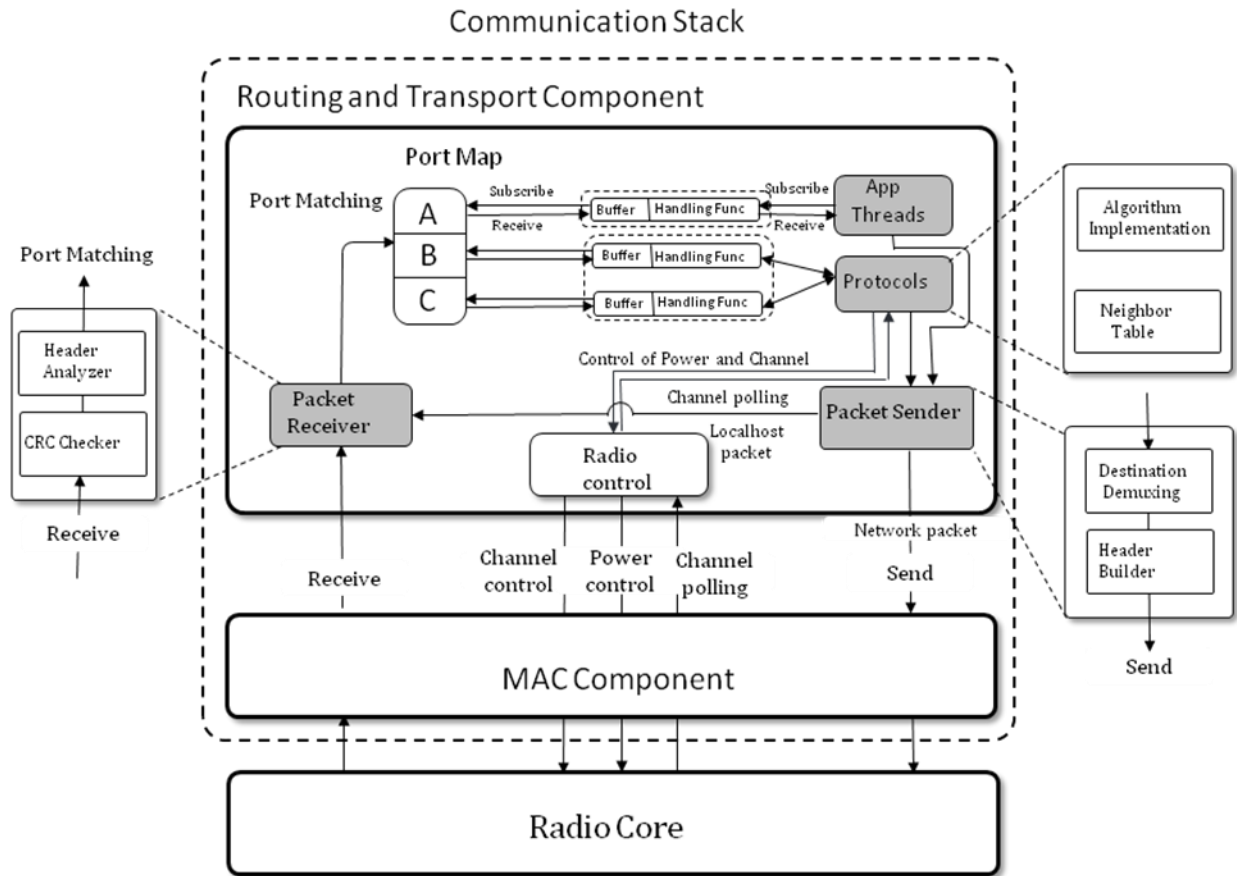 Communication Stack
Routing and Transport Component
Port Map
Port Matching
A
B
C
Subscribe
Receive
Buffer
Handling Func
Subscribe
Receive
Buffer
Handling Func
Buffer
Handling Func
App
Threads
Protocols
Algorithm
Implementation
Neighbor
Table
Port Matching
Header
Analyzer
CRC Checker
Receive
Packet
Receiver
Control of Power and Channel
Channel polling
Localhost
packet
Packet Sender
Radio
control
Destination
Demuxing
Header
Builder
Send
Receive
Channel
control
Power
control
Channel
polling
Network packet
Send
MAC Component
Radio Core